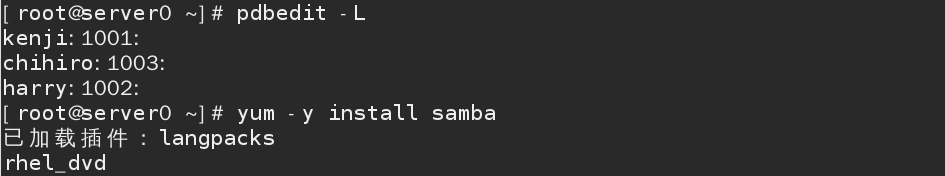 [root@server0 ~]# pdbedit -L
kenji:1001:
chihiro:1003:
harry:1002:
[root@server0 ~]# yum -y install samba
已加载插件：langpacks
rhel_dvd